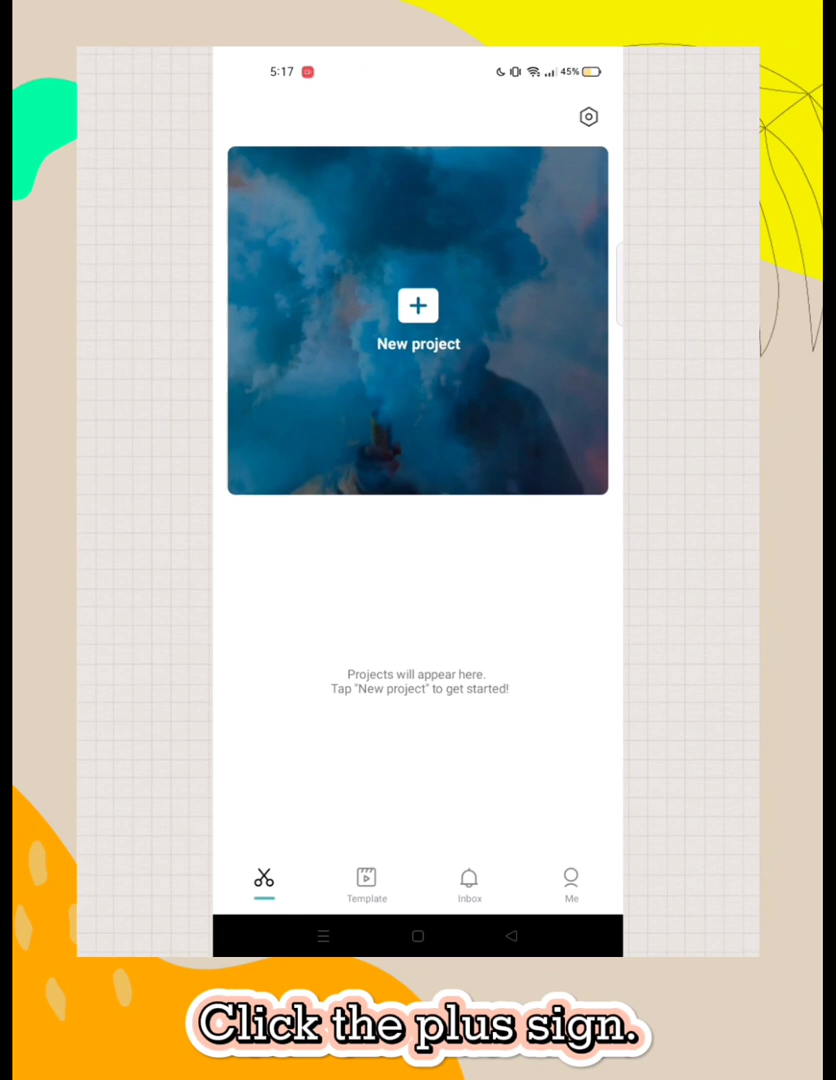 5:17
45%
New project
Projects will appear here.
Tap "New project" to get started!
Template
Inbox
Me
Click the plus sign.